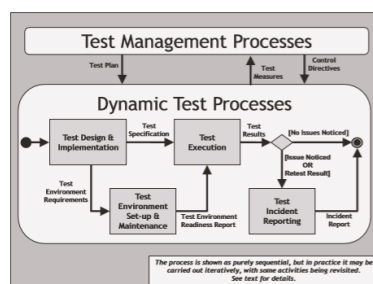 Test Management Processes
Test Plan
Test
Measures
Control
Directives
Dynamic Test Processes
Test Design &
Implementation
Test
Specification
Test
Execution
Test
Results
[No Issues Noticed]
[Issue Noticed
OR
Retest Result]
Test
Environment
Requirements
Test
Environment
Set-up &
Maintenance
Test Environment
Readiness Report
Test
Incident
Reporting
Incident
Report
The process is shown as purely sequential, but in practice it may be
carried out iteratively, with some activities being revisited.
See text for details.